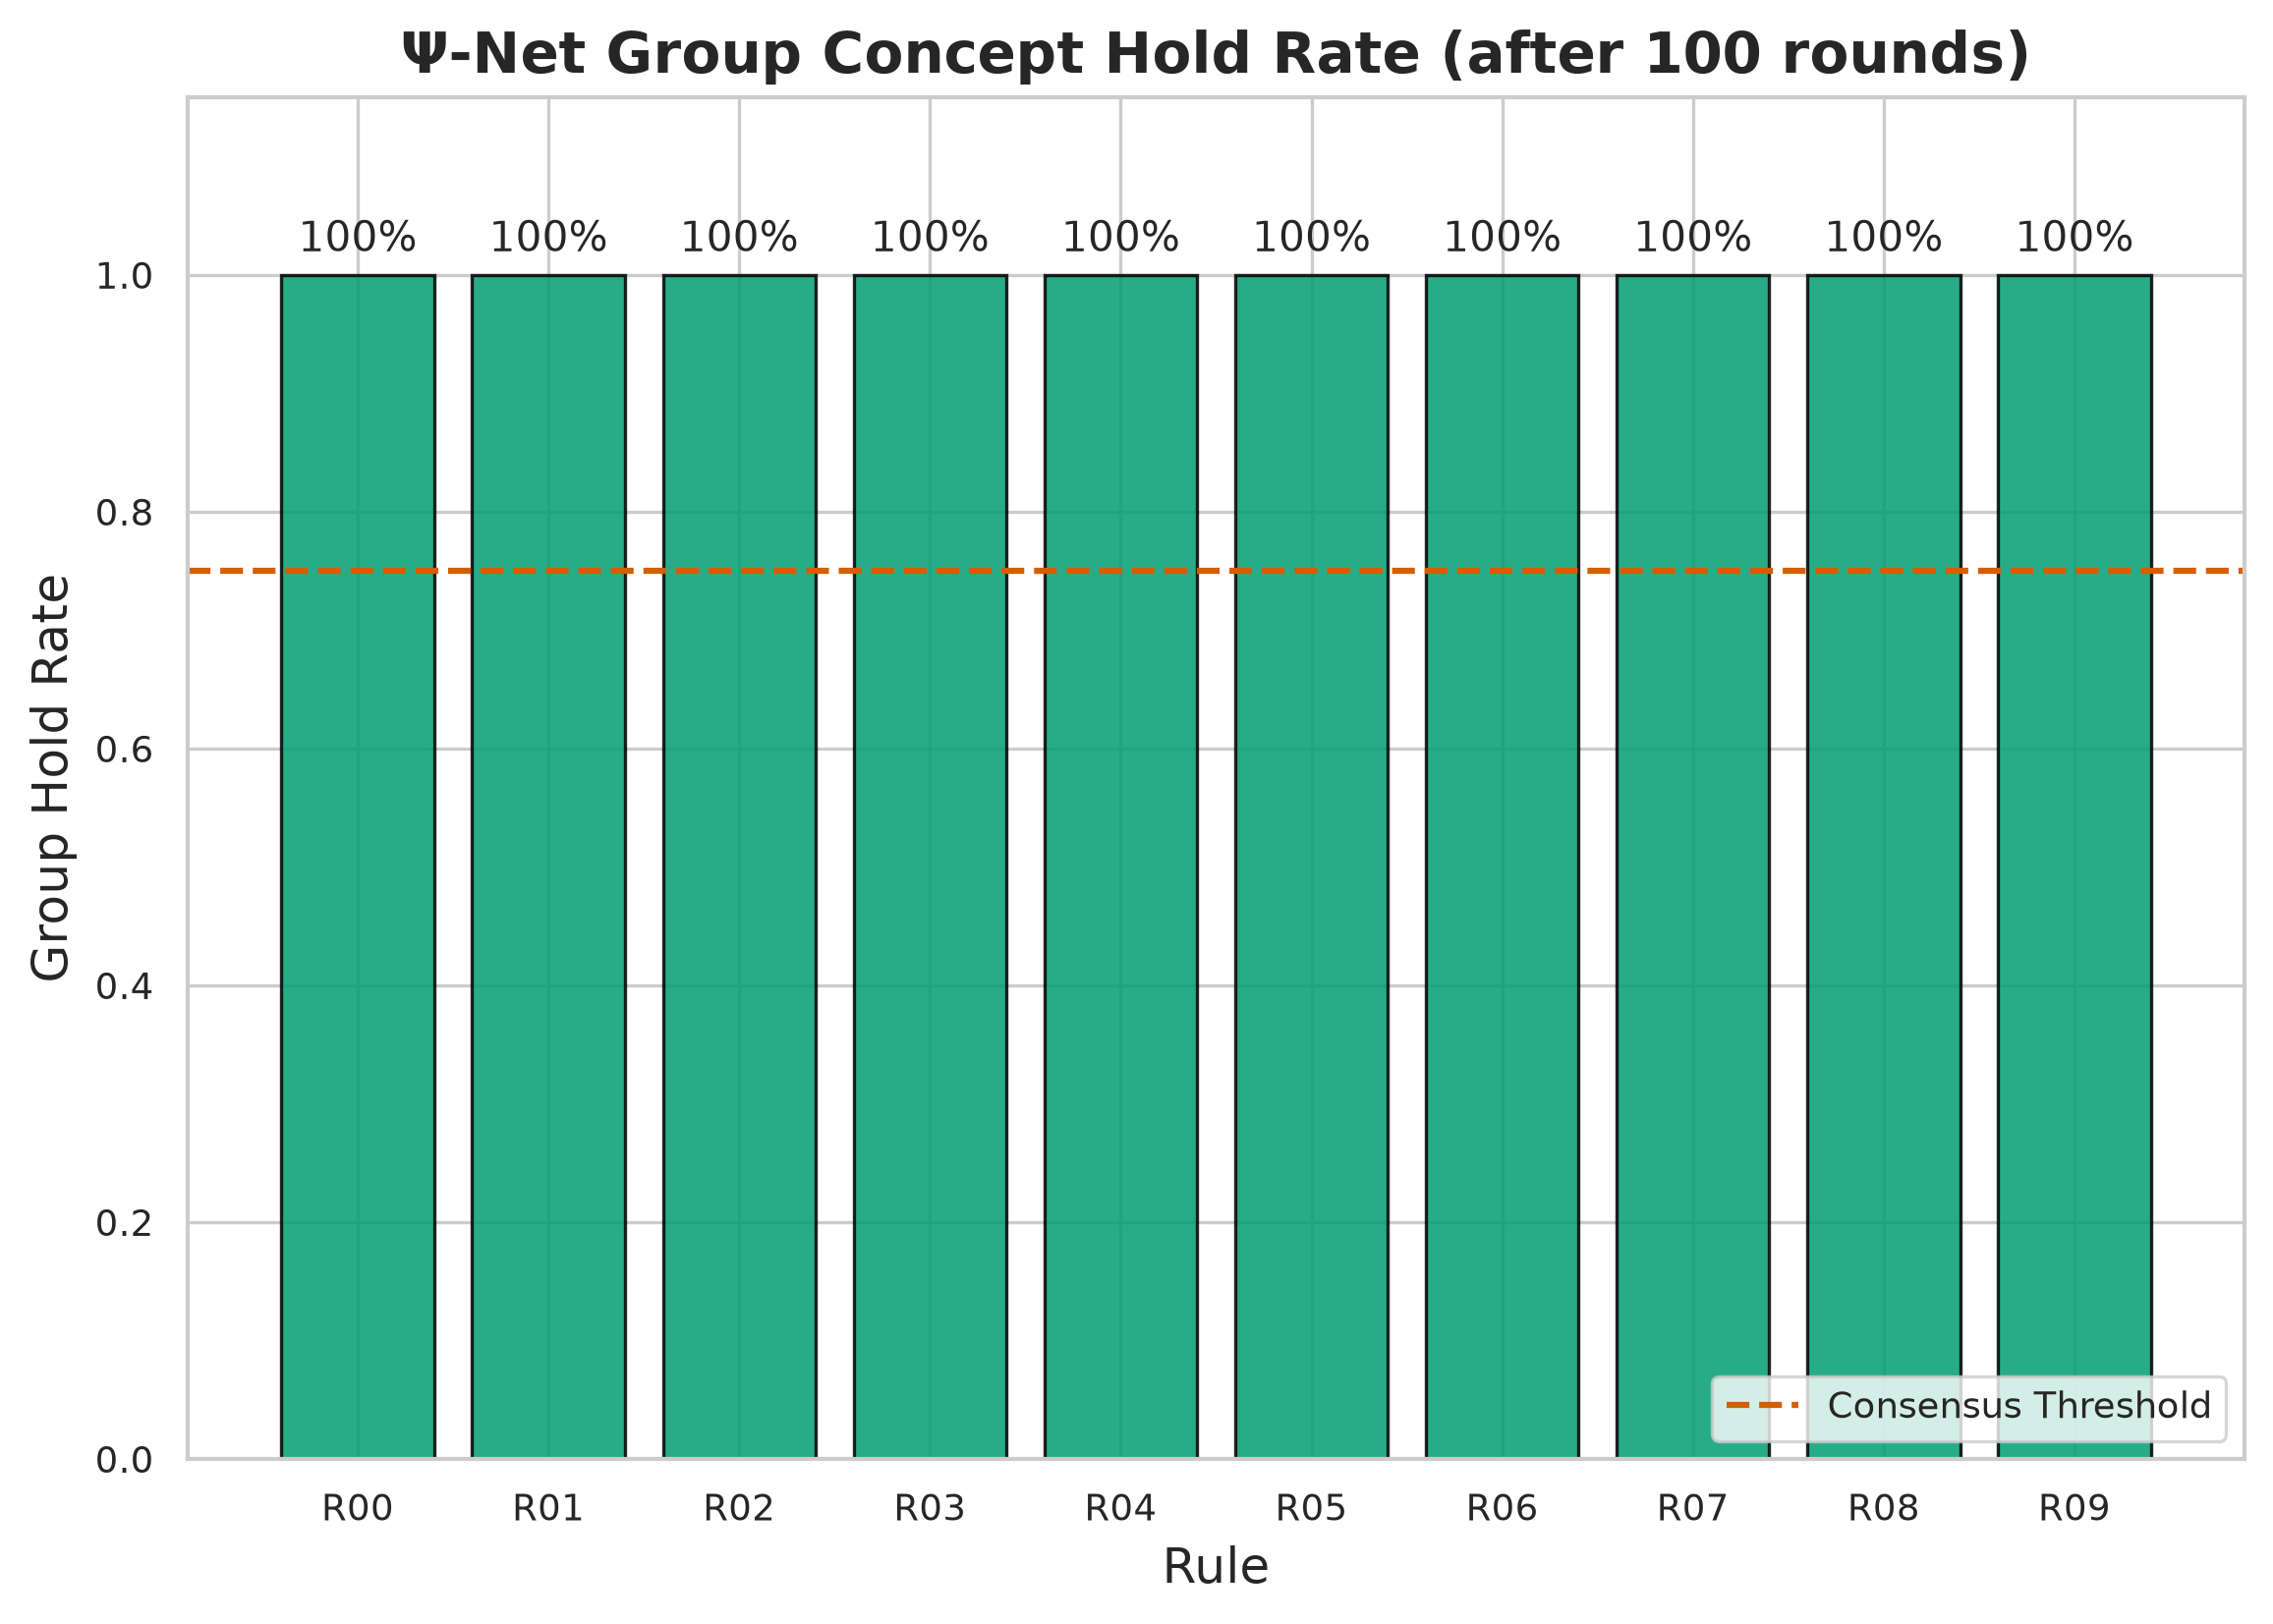 Ψ-Net Group Concept Hold Rate (after 100 rounds)
100% 100% 100% 100% 100% 100% 100% 100% 100% 100%
1.0
0.8
0.6
0.4
0.2
0.0
Group Hold Rate
Consensus Threshold
R00 R01 R02 R03 R04 R05 R06 R07 R08 R09
Rule